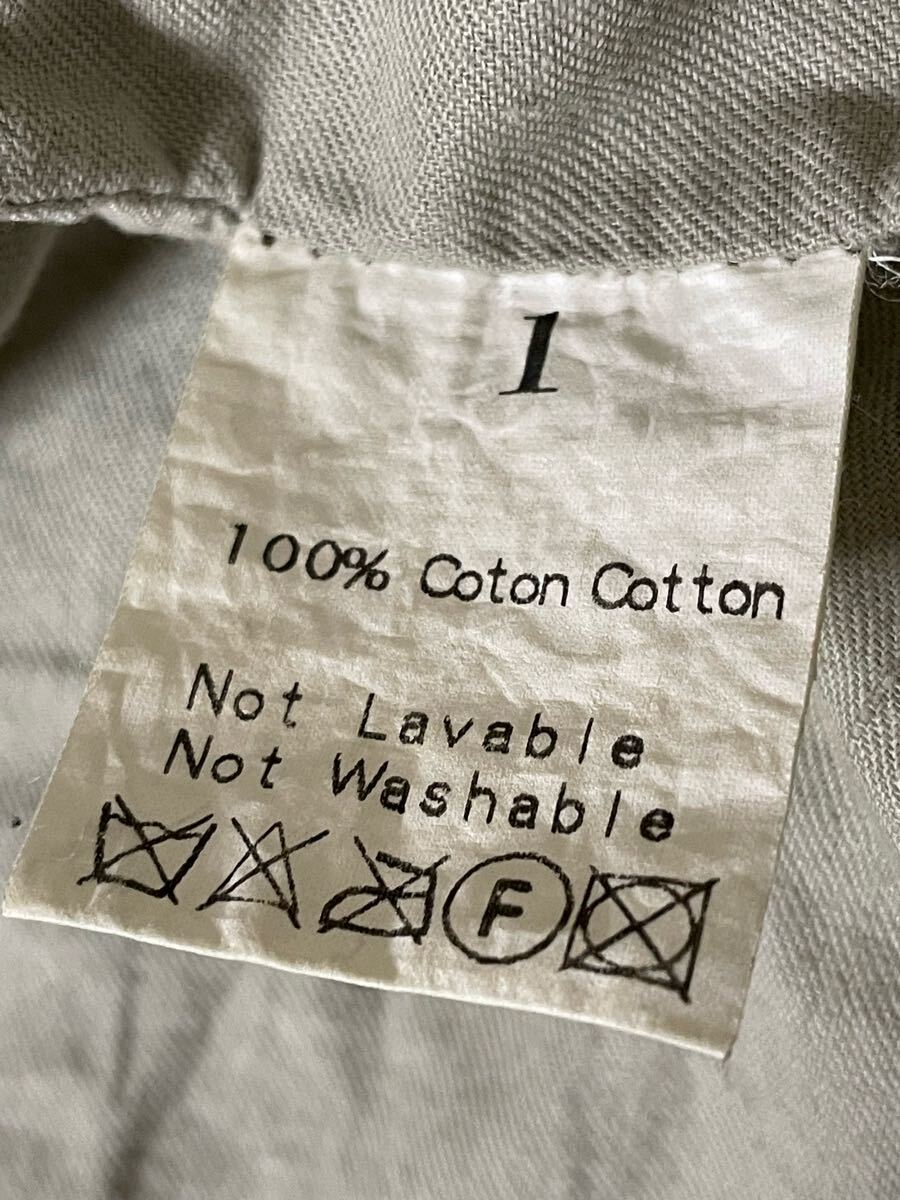 1
100% Coton Cotton
Not Lavable
Not Washable
F